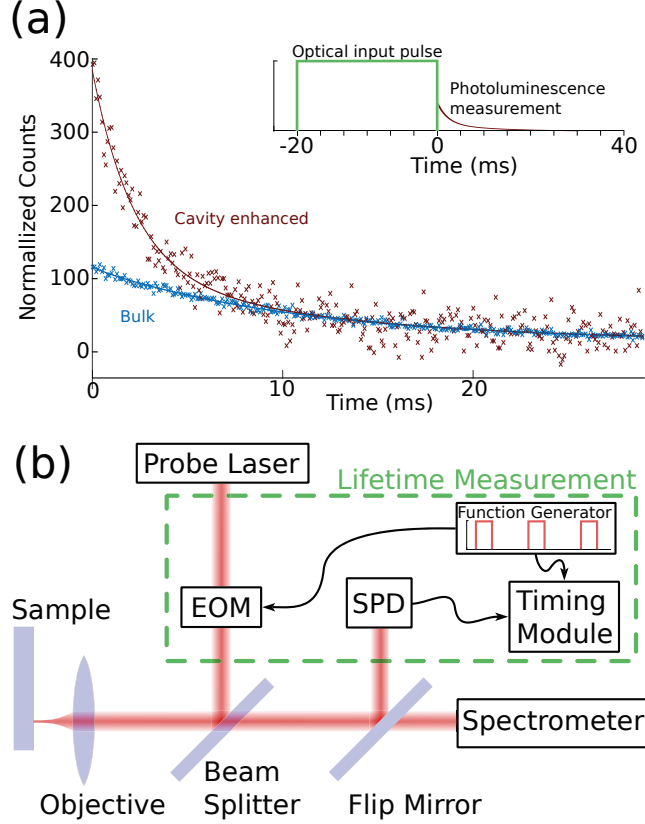 (a)
400
300
200
100
0
Normallized Counts
Cavity enhanced
Bulk
0
10
20
Time (ms)
Optical input pulse
Photoluminescence
measurement
-20
0
40
Time (ms)
(b)
Probe Laser
Lifetime Measurement
Function Generator
EOM
SPD
Timing
Module
Sample
Spectrometer
Objective
Beam
Splitter
Flip Mirror